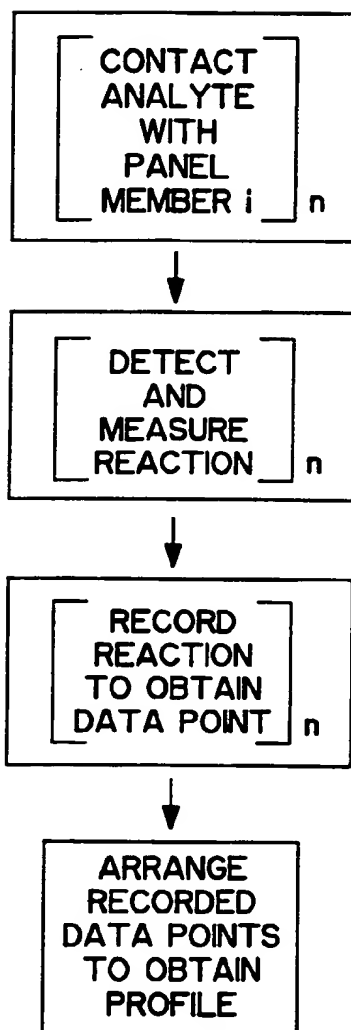 CONTACT
ANALYTE
WITH
PANEL
MEMBER i
n
DETECT
AND
MEASURE
REACTION
n
RECORD
REACTION
TO OBTAIN
DATA POINT
n
ARRANGE
RECORDED
DATA POINTS
TO OBTAIN
PROFILE